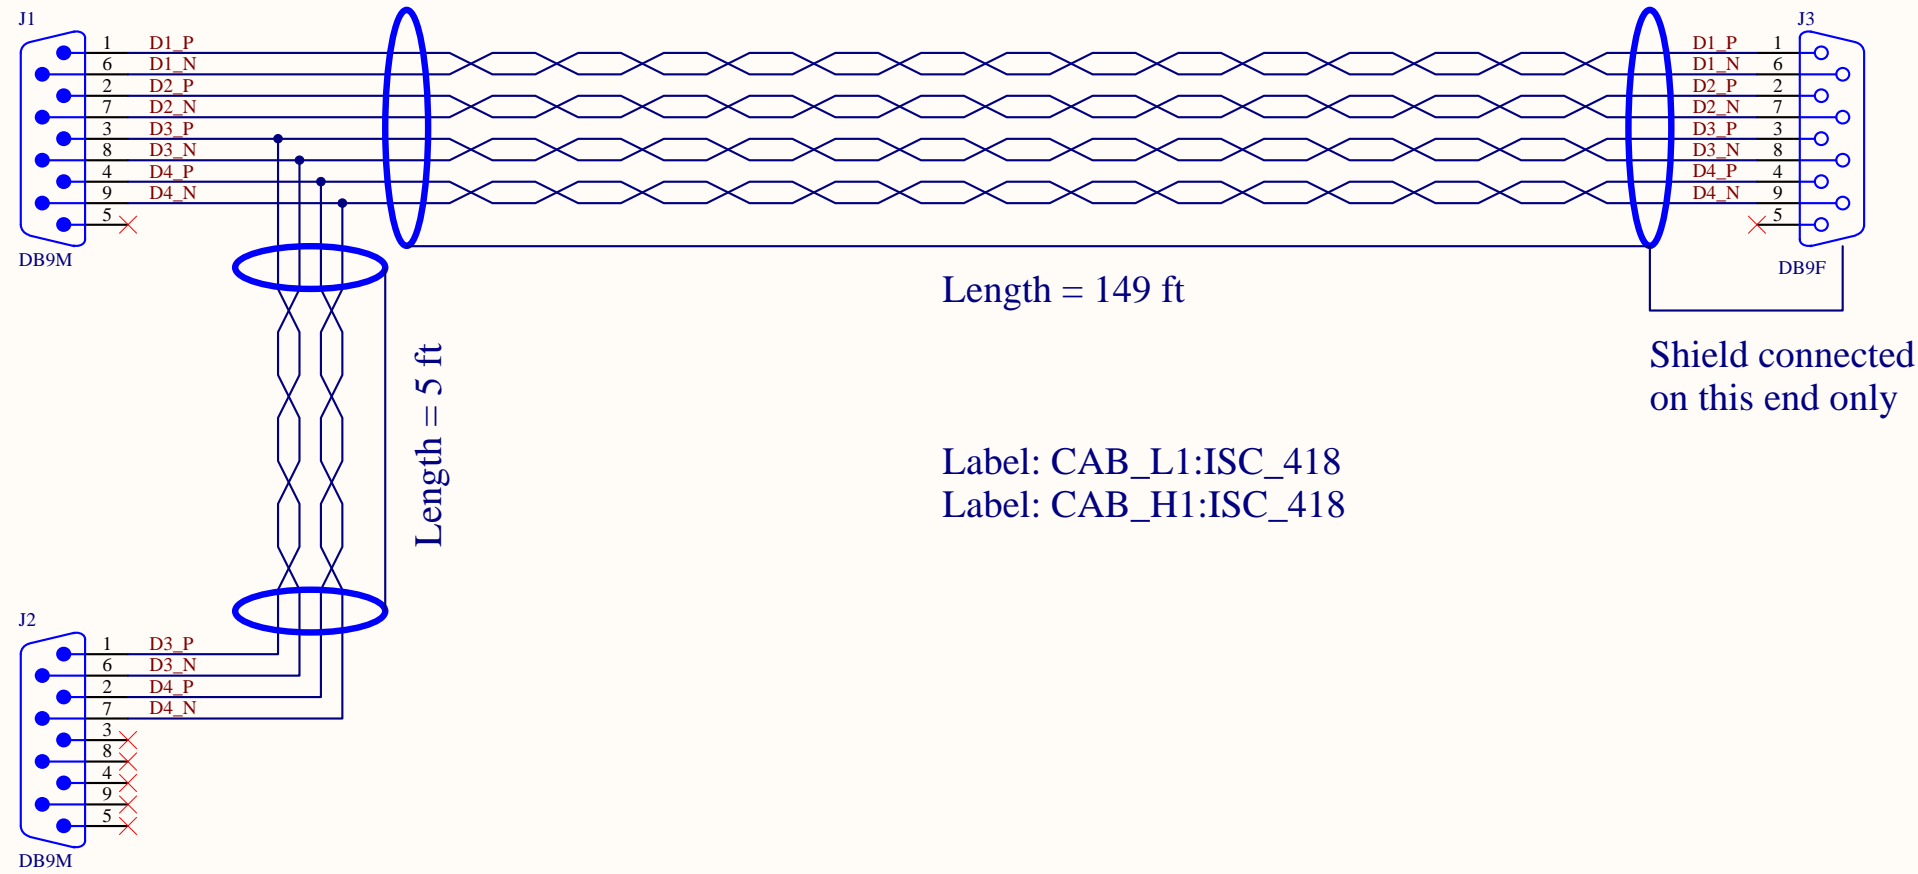 J1
1 D1_P
6 D1_N
2 D2_P
7 D2_N
3 D3_P
8 D3_N
4 D4_P
9 D4_N
5
DB9M
J3
D1_P 1
D1_N 6
D2_P 2
D2_N 7
D3_P 3
D3_N 8
D4_P 4
D4_N 9
5
DB9F
Length = 149 ft
Shield connected
on this end only
Length = 5 ft
Label: CAB_L1:ISC_418
Label: CAB_H1:ISC_418
J2
1 D3_P
6 D3_N
2 D4_P
7 D4_N
3
8
4
9
5
DB9M